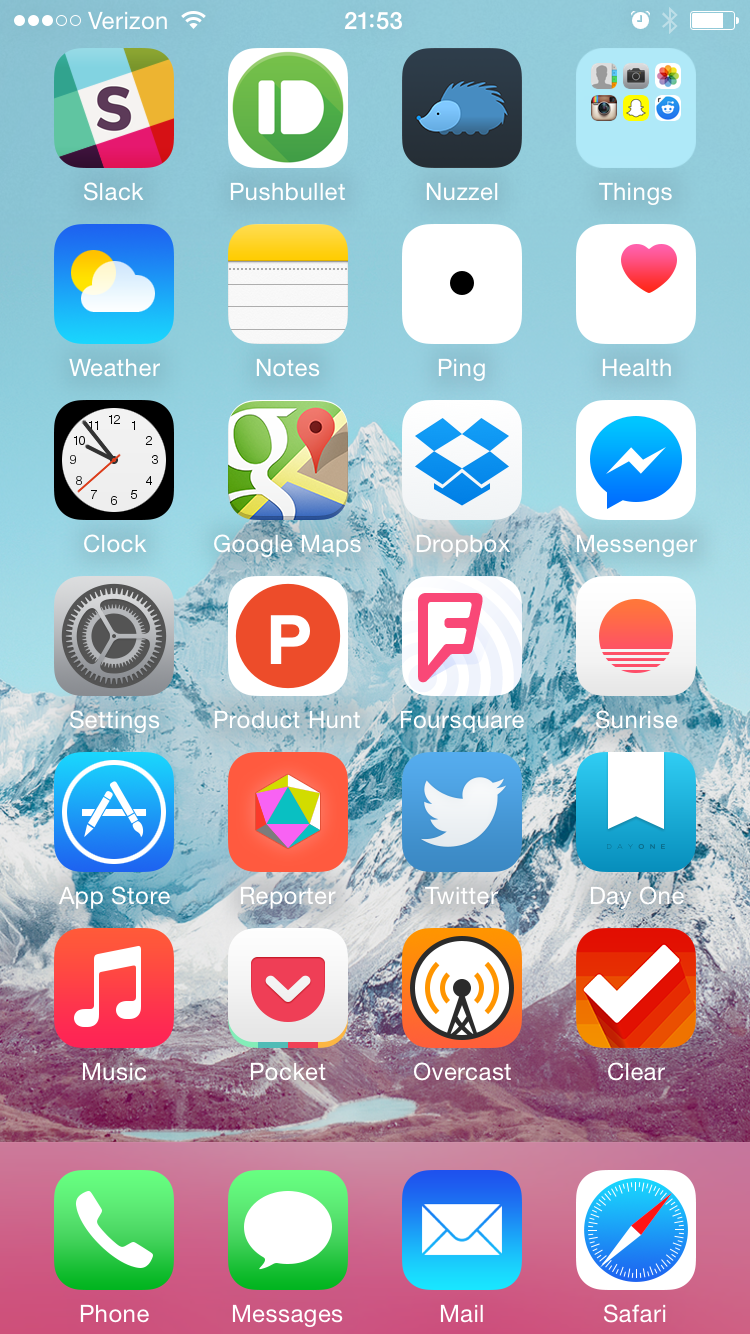 Verizon 21:53
S
Slack Pushbullet Nuzzel Things
Weather Notes Ping Health
12
11 1
10 2
9 3
8 4
7 5
6
g
Clock Google Maps Dropbox Messenger
P F
Settings Product Hunt Foursquare Sunrise
DAYONE
App Store Reporter Twitter Day One
Music Pocket Overcast Clear
Phone Messages Mail Safari